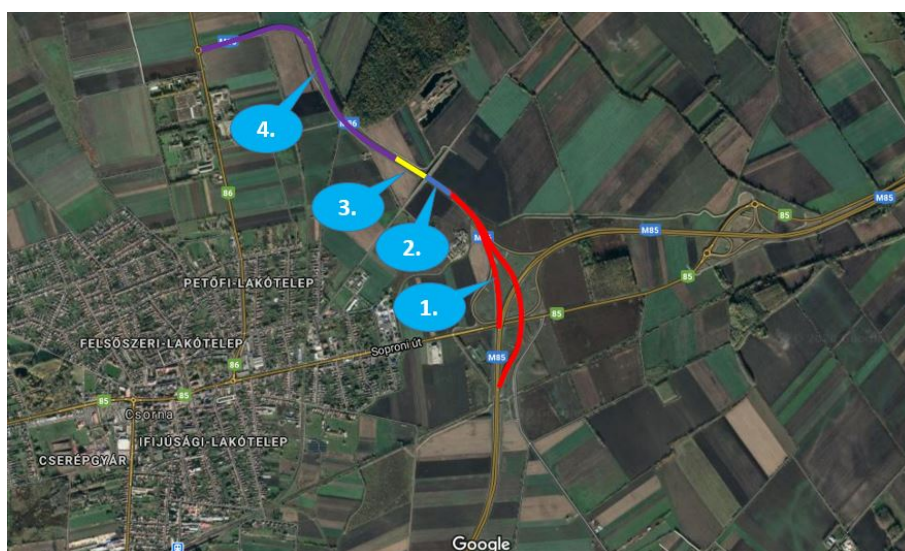 M85
4.
M86
3.
86
85
M85
2.
M85
M85
PETŐFI-LAKÓTELEP
1.
85
85
FELSŐSZERI-LAKÓTELEP
Soproni út
M85
86
85
85
Csorna
IFJÚSÁGI-LAKÓTELEP
CSERÉPGYÁR
Google